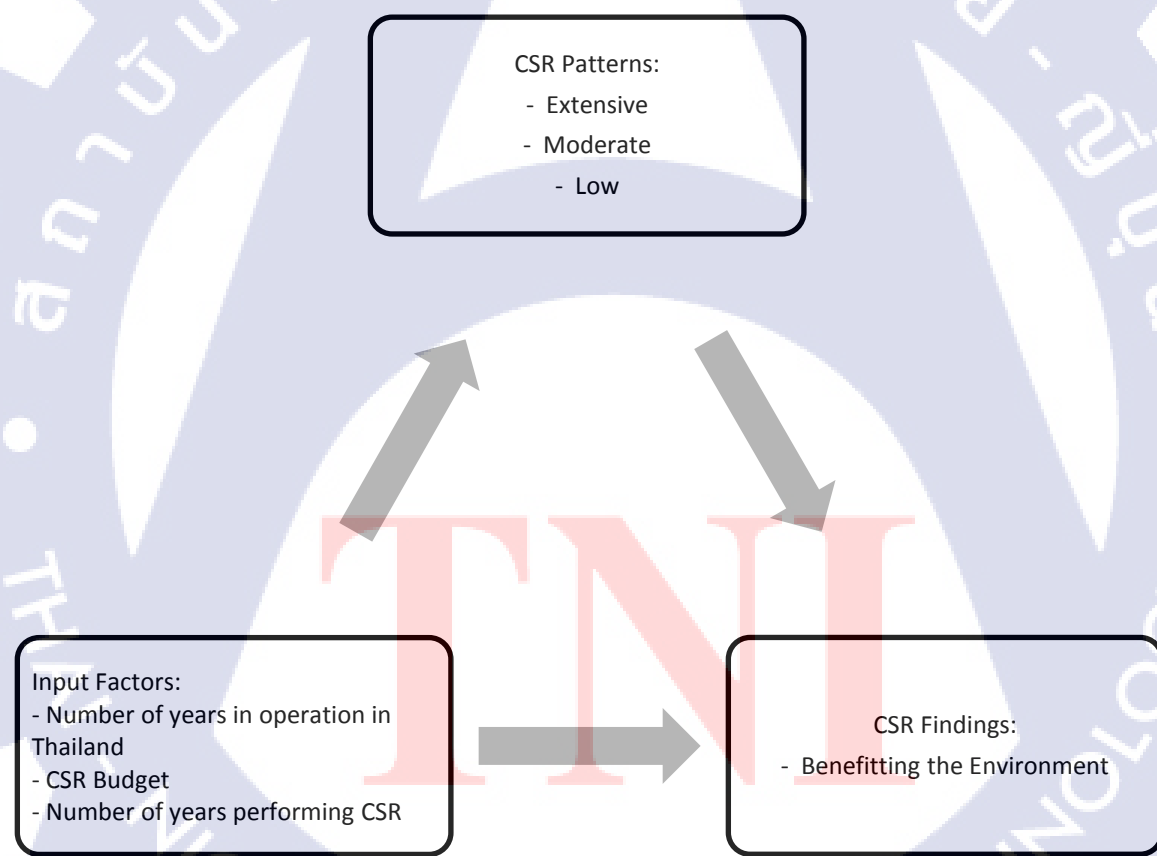 CSR Patterns:
- Extensive
- Moderate
- Low
Input Factors:
- Number of years in operation in
Thailand
- CSR Budget
- Number of years performing CSR
CSR Findings:
- Benefitting the Environment
TNI